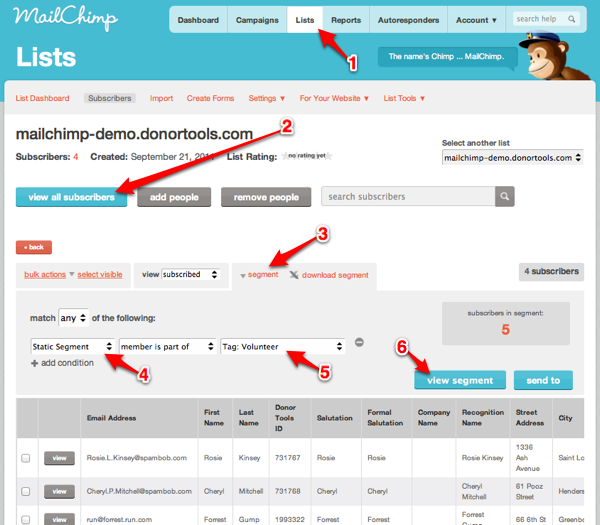 MailChimp
Dashboard Campaigns Lists Reports Autoresponders Account ▼ search help
1
Lists
The name's Chimp ... MailChimp.
List Dashboard Subscribers Import Create Forms Settings ▼ For Your Website ▼ List Tools ▼
mailchimp-demo.donortools.com
2
Select another list
Subscribers: 4 Created: September 21, 20 List Rating: no rating yet
mailchimp-demo.donortools.com
view all subscribers add people remove people search subscribers
3
« back
bulk actions ▼ select visible view subscribed ▼ segment download segment 4 subscribers
match any of the following:
subscribers in segment:
5
Static Segment member is part of Tag: Volunteer
6
+ add condition
4
5
view segment send to
Email Address First Name Last Name Donor Tools ID Salutation Formal Salutation Company Name Recognition Name Street Address City
view Rosie.L.Kinsey@spambob.com Rosie Kinsey 731767 Rosie Rosie Rosie Kinsey 1336 Ash Avenue Saint Lo
view Cheryl.P.Mitchell@spambob.com Cheryl Mitchell 731768 Cheryl Cheryl Cheryl Mitchell 61 Pooz Street Henders
view run@forrest.run.com Forrest Gump 1993322 Forrest Forrest Forrest Gump 66 6th St Greenbo